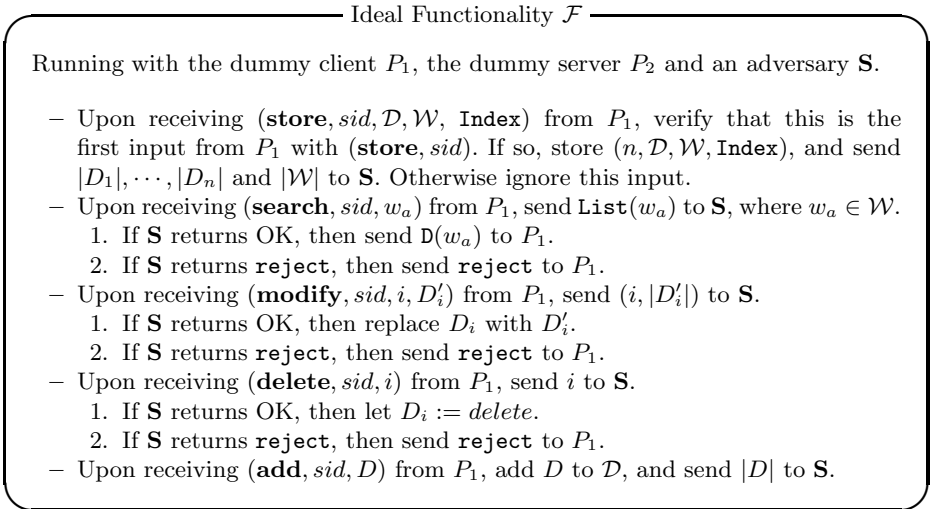 Ideal Functionality 𝓕
Running with the dummy client P₁, the dummy server P₂ and an adversary S.
– Upon receiving (store, sid, 𝒟, 𝒲, Index) from P₁, verify that this is the
first input from P₁ with (store, sid). If so, store (n, 𝒟, 𝒲, Index), and send
|D₁|, ⋯, |Dₙ| and |𝒲| to S. Otherwise ignore this input.
– Upon receiving (search, sid, wₐ) from P₁, send List(wₐ) to S, where wₐ ∈ 𝒲.
1. If S returns OK, then send D(wₐ) to P₁.
2. If S returns reject, then send reject to P₁.
– Upon receiving (modify, sid, i, D′ᵢ) from P₁, send (i, |D′ᵢ|) to S.
1. If S returns OK, then replace Dᵢ with D′ᵢ.
2. If S returns reject, then send reject to P₁.
– Upon receiving (delete, sid, i) from P₁, send i to S.
1. If S returns OK, then let Dᵢ := delete.
2. If S returns reject, then send reject to P₁.
– Upon receiving (add, sid, D) from P₁, add D to 𝒟, and send |D| to S.